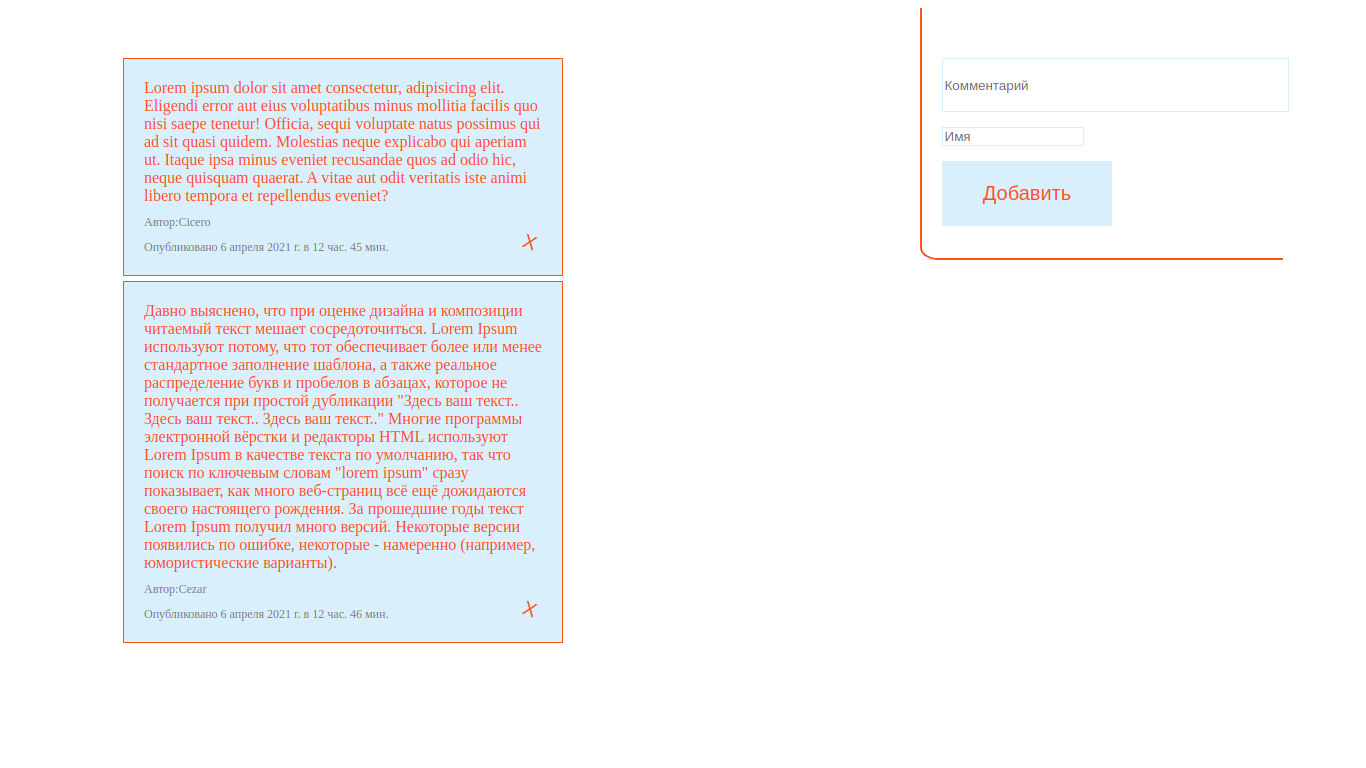 Lorem ipsum dolor sit amet consectetur, adipisicing elit.
Eligendi error aut eius voluptatibus minus mollitia facilis quo
nisi saepe tenetur! Officia, sequi voluptate natus possimus qui
ad sit quasi quidem. Molestias neque explicabo qui aperiam
ut. Itaque ipsa minus eveniet recusandae quos ad odio hic,
neque quisquam quaerat. A vitae aut odit veritatis iste animi
libero tempora et repellendus eveniet?
Автор:Cicero
Опубликовано 6 апреля 2021 г. в 12 час. 45 мин.
X
Давно выяснено, что при оценке дизайна и композиции
читаемый текст мешает сосредоточиться. Lorem Ipsum
используют потому, что тот обеспечивает более или менее
стандартное заполнение шаблона, а также реальное
распределение букв и пробелов в абзацах, которое не
получается при простой дубликации "Здесь ваш текст..
Здесь ваш текст.. Здесь ваш текст.." Многие программы
электронной вёрстки и редакторы HTML используют
Lorem Ipsum в качестве текста по умолчанию, так что
поиск по ключевым словам "lorem ipsum" сразу
показывает, как много веб-страниц всё ещё дожидаются
своего настоящего рождения. За прошедшие годы текст
Lorem Ipsum получил много версий. Некоторые версии
появились по ошибке, некоторые - намеренно (например,
юмористические варианты).
Автор:Cezar
Опубликовано 6 апреля 2021 г. в 12 час. 46 мин.
X
Комментарий
Имя
Добавить